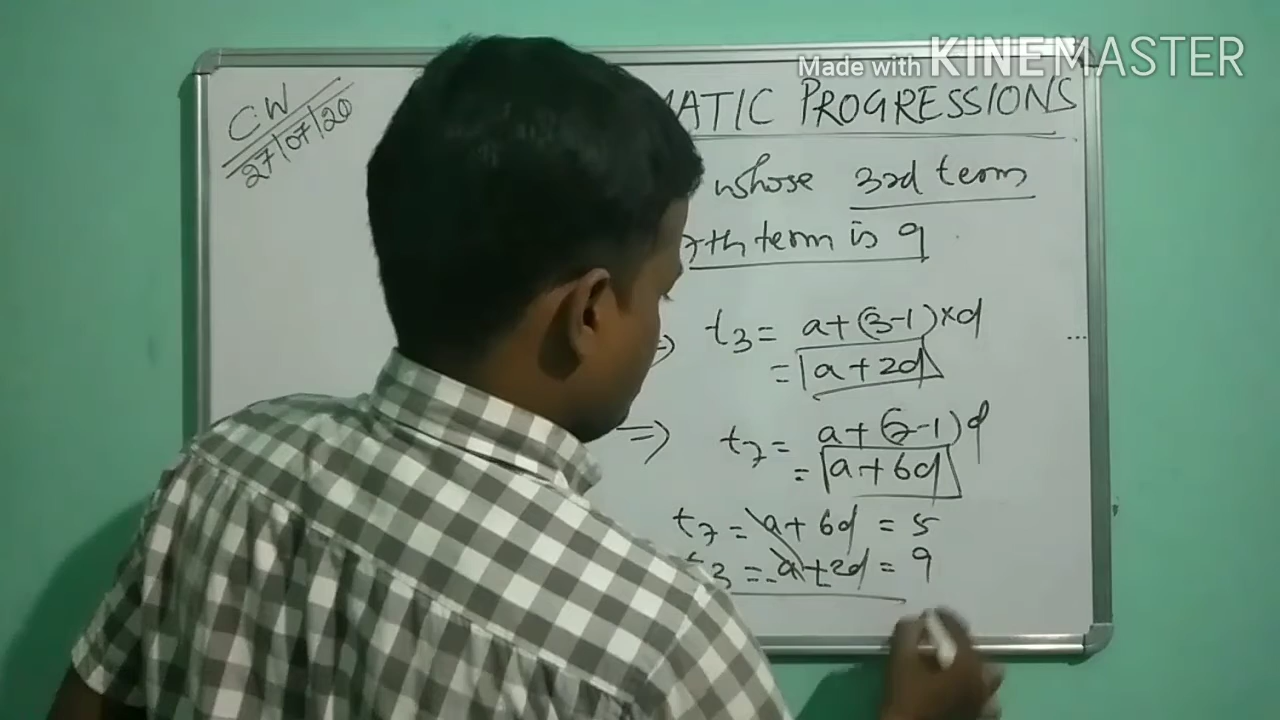 Made with KINEMASTER
C.W
27/07/20
MATIC PROGRESSIONS
whose 3rd term
7th term is 9
t3 = a+(3-1)×d
= a+2d
=> t7 = a+(7-1)d
= a+6d
t7 = a+6d = 5
t3 = a+2d = 9